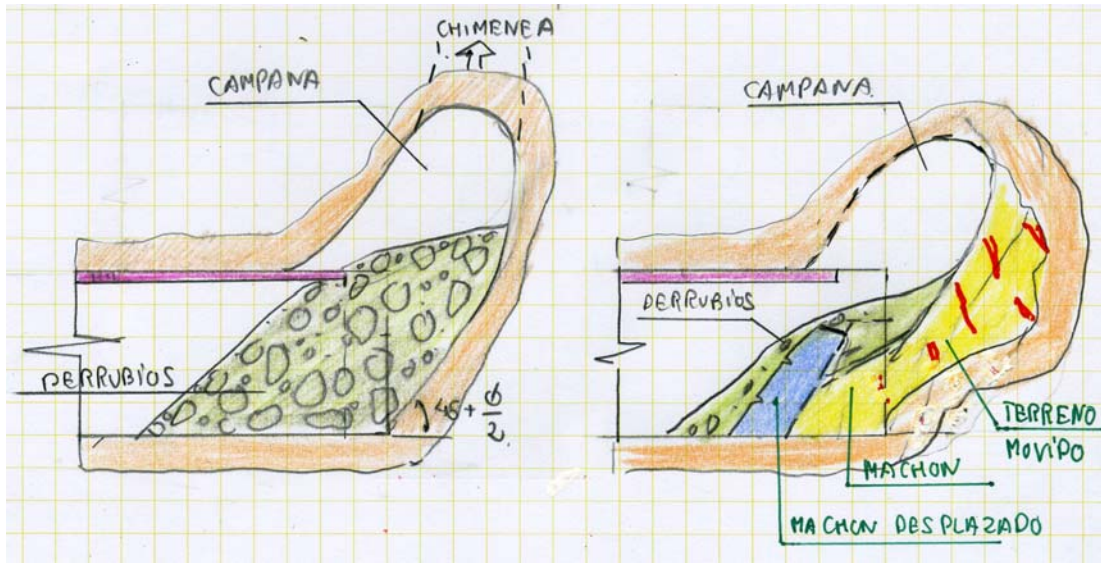 CHIMENEA
CAMPANA
DERRUBIOS
45 + ϕ/2
CAMPANA
DERRUBIOS
TERRENO
MOVIDO
MACHON
MACHON DESPLAZADO